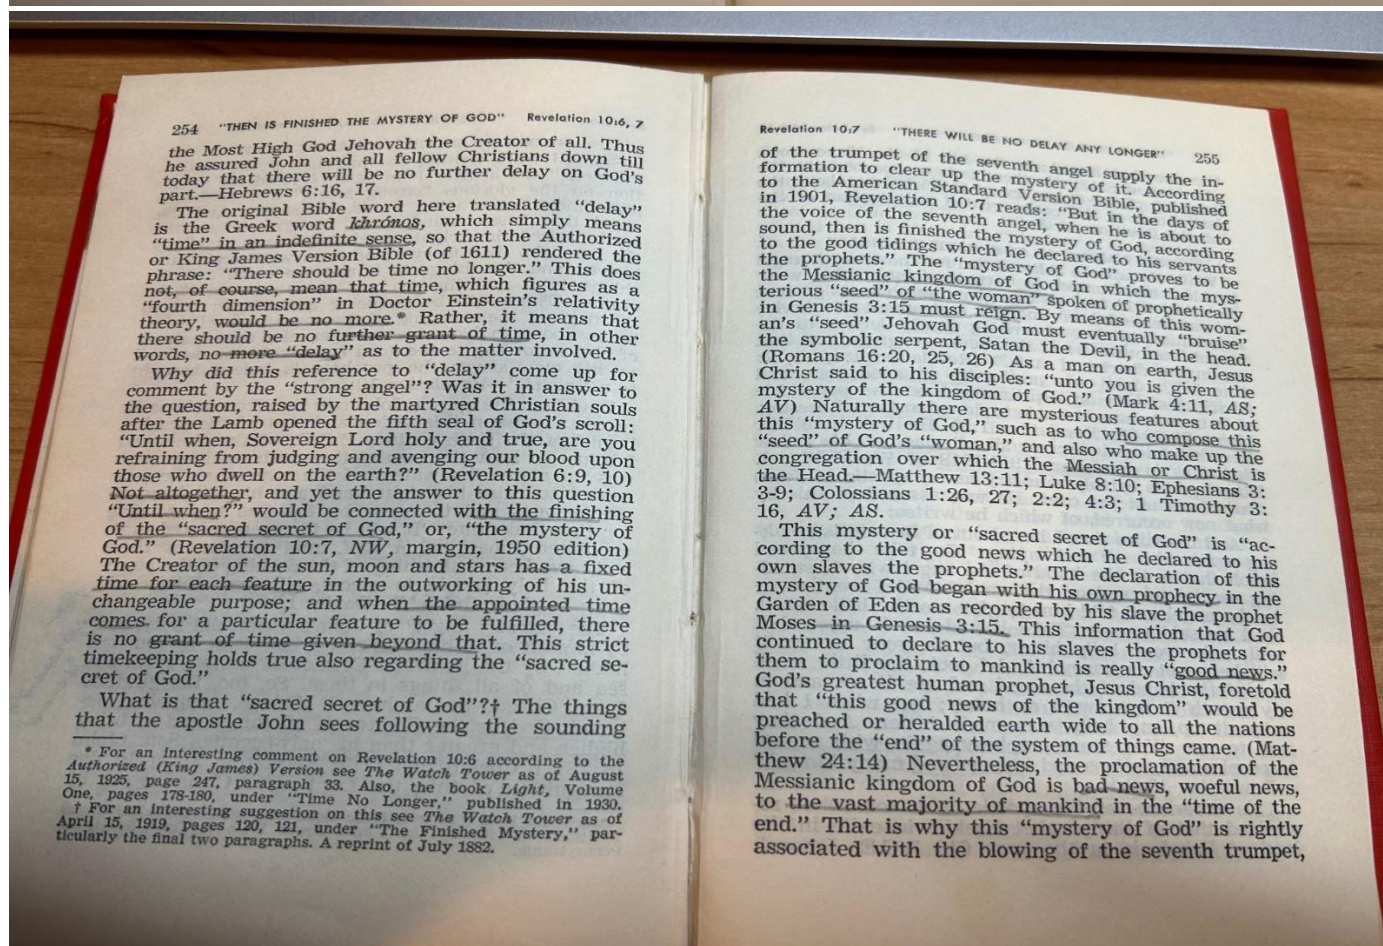 254 "THEN IS FINISHED THE MYSTERY OF GOD" Revelation 10:6, 7
the Most High God Jehovah the Creator of all. Thus
he assured John and all fellow Christians down till
today that there will be no further delay on God's
part.—Hebrews 6:16, 17.
The original Bible word here translated "delay"
is the Greek word khrónos, which simply means
"time" in an indefinite sense, so that the Authorized
or King James Version Bible (of 1611) rendered the
phrase: "There should be time no longer." This does
not, of course, mean that time, which figures as a
"fourth dimension" in Doctor Einstein's relativity
theory, would be no more.* Rather, it means that
there should be no further grant of time, in other
words, no more "delay" as to the matter involved.
Why did this reference to "delay" come up for
comment by the "strong angel"? Was it in answer to
the question, raised by the martyred Christian souls
after the Lamb opened the fifth seal of God's scroll:
"Until when, Sovereign Lord holy and true, are you
refraining from judging and avenging our blood upon
those who dwell on the earth?" (Revelation 6:9, 10)
Not altogether, and yet the answer to this question
"Until when?" would be connected with the finishing
of the "sacred secret of God," or, "the mystery of
God." (Revelation 10:7, NW, margin, 1950 edition)
The Creator of the sun, moon and stars has a fixed
time for each feature in the outworking of his un-
changeable purpose; and when the appointed time
comes for a particular feature to be fulfilled, there
is no grant of time given beyond that. This strict
timekeeping holds true also regarding the "sacred se-
cret of God."
What is that "sacred secret of God"?† The things
that the apostle John sees following the sounding
* For an interesting comment on Revelation 10:6 according to the
Authorized (King James) Version see The Watch Tower as of August
15, 1925, page 247, paragraph 33. Also, the book Light, Volume
One, pages 178-180, under "Time No Longer," published in 1930.
† For an interesting suggestion on this see The Watch Tower as of
April 15, 1919, pages 120, 121, under "The Finished Mystery," par-
ticularly the final two paragraphs. A reprint of July 1882.
Revelation 10:7 "THERE WILL BE NO DELAY ANY LONGER" 255
of the trumpet of the seventh angel supply the in-
formation to clear up the mystery of it. According
to the American Standard Version Bible, published
in 1901, Revelation 10:7 reads: "But in the days of
the voice of the seventh angel, when he is about to
sound, then is finished the mystery of God, according
to the good tidings which he declared to his servants
the prophets." The "mystery of God" proves to be
the Messianic kingdom of God in which the mys-
terious "seed" of "the woman" spoken of prophetically
in Genesis 3:15 must reign. By means of this wom-
an's "seed" Jehovah God must eventually "bruise"
the symbolic serpent, Satan the Devil, in the head.
(Romans 16:20, 25, 26) As a man on earth, Jesus
Christ said to his disciples: "unto you is given the
mystery of the kingdom of God." (Mark 4:11, AS;
AV) Naturally there are mysterious features about
this "mystery of God," such as to who compose this
"seed" of God's "woman," and also who make up the
congregation over which the Messiah or Christ is
the Head.—Matthew 13:11; Luke 8:10; Ephesians 3:
3-9; Colossians 1:26, 27; 2:2; 4:3; 1 Timothy 3:
16, AV; AS.
This mystery or "sacred secret of God" is "ac-
cording to the good news which he declared to his
own slaves the prophets." The declaration of this
mystery of God began with his own prophecy in the
Garden of Eden as recorded by his slave the prophet
Moses in Genesis 3:15. This information that God
continued to declare to his slaves the prophets for
them to proclaim to mankind is really "good news."
God's greatest human prophet, Jesus Christ, foretold
that "this good news of the kingdom" would be
preached or heralded earth wide to all the nations
before the "end" of the system of things came. (Mat-
thew 24:14) Nevertheless, the proclamation of the
Messianic kingdom of God is bad news, woeful news,
to the vast majority of mankind in the "time of the
end." That is why this "mystery of God" is rightly
associated with the blowing of the seventh trumpet,